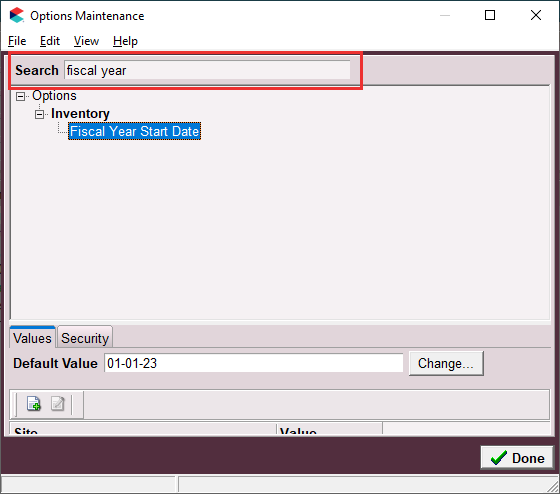 Options Maintenance
File Edit View Help
Search fiscal year
Options
Inventory
Fiscal Year Start Date
Values Security
Default Value 01-01-23 Change...
Site Value
Done